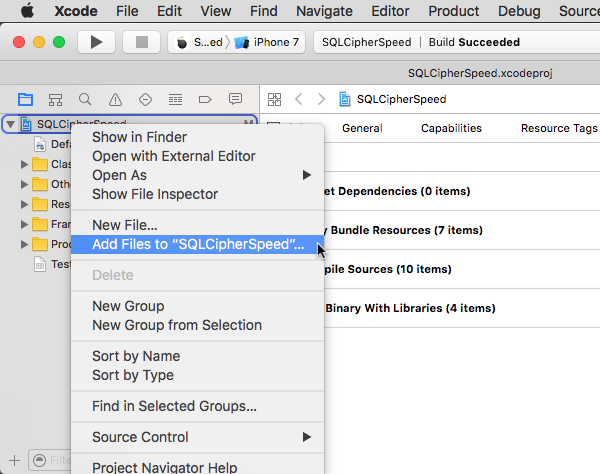 Xcode File Edit View Find Navigate Editor Product Debug Source
S...ed iPhone 7 SQLCipherSpeed Build Succeeded
SQLCipherSpeed.xcodeproj
SQLCipherSpeed
SQLCipherSpeed M
General Capabilities Resource Tags
Show in Finder
Open with External Editor
Open As
Show File Inspector
New File...
Add Files to “SQLCipherSpeed”...
Delete
New Group
New Group from Selection
Sort by Name
Sort by Type
Find in Selected Groups...
Source Control
Project Navigator Help
Defa
Clas
Othe
Reso
Fram
Prod
Test
et Dependencies (0 items)
y Bundle Resources (7 items)
pile Sources (10 items)
Binary With Libraries (4 items)
Filte